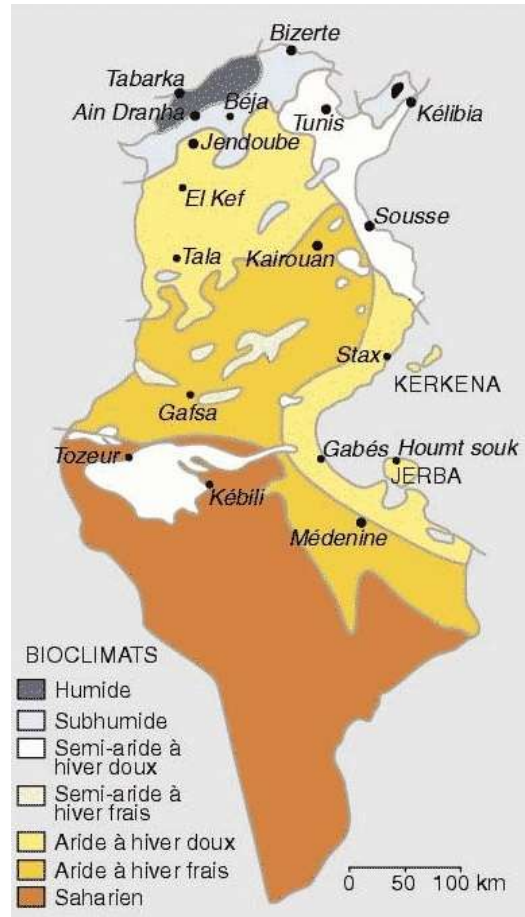 Bizerte
Tabarka
Ain Dranha
Béja
Tunis
Kélibia
Jendoube
El Kef
Sousse
Tala
Kairouan
Stax
KERKENA
Gafsa
Tozeur
Gabés
Houmt souk
JERBA
Kébili
Médenine
BIOCLIMATS
Humide
Subhumide
Semi-aride à
hiver doux
Semi-aride à
hiver frais
Aride à hiver doux
Aride à hiver frais
Saharien
0 50 100 km